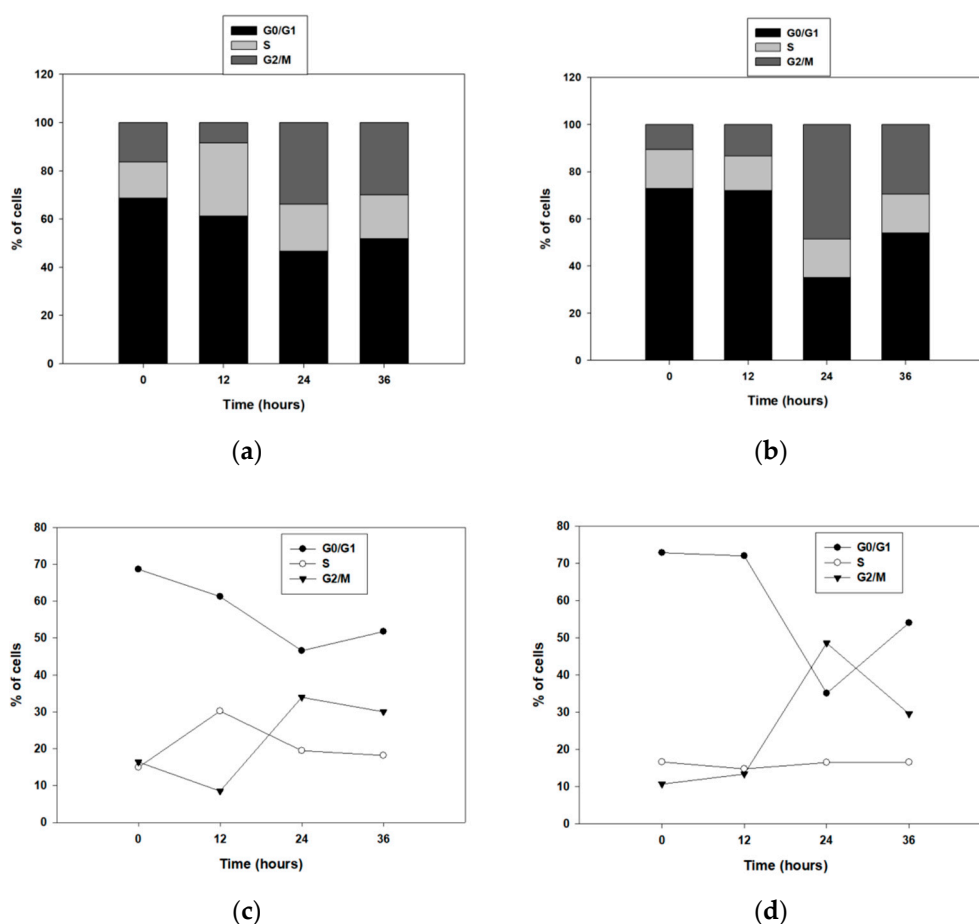 G0/G1
S
G2/M
120
100
80
60
40
20
0
% of cells
0 12 24 36
Time (hours)
(a)
G0/G1
S
G2/M
120
100
80
60
40
20
0
% of cells
0 12 24 36
Time (hours)
(b)
80
70
60
50
40
30
20
10
0
% of cells
G0/G1
S
G2/M
0 12 24 36
Time (hours)
(c)
80
70
60
50
40
30
20
10
0
% of cells
G0/G1
S
G2/M
0 12 24 36
Time (hours)
(d)